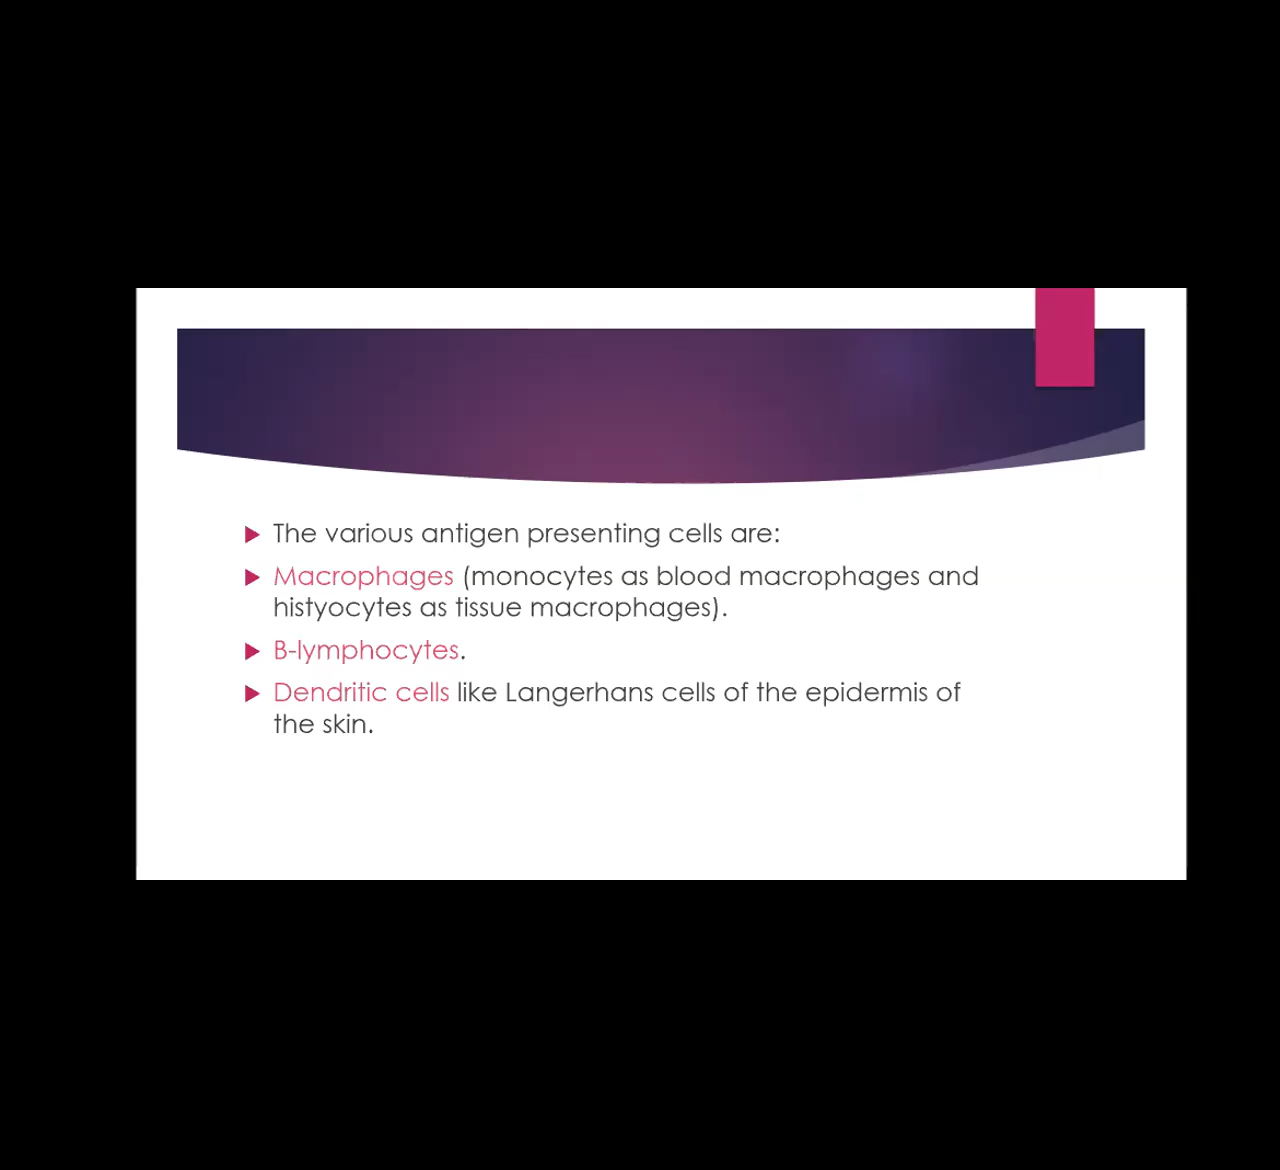 The various antigen presenting cells are:
Macrophages (monocytes as blood macrophages and
histyocytes as tissue macrophages).
B-lymphocytes.
Dendritic cells like Langerhans cells of the epidermis of
the skin.